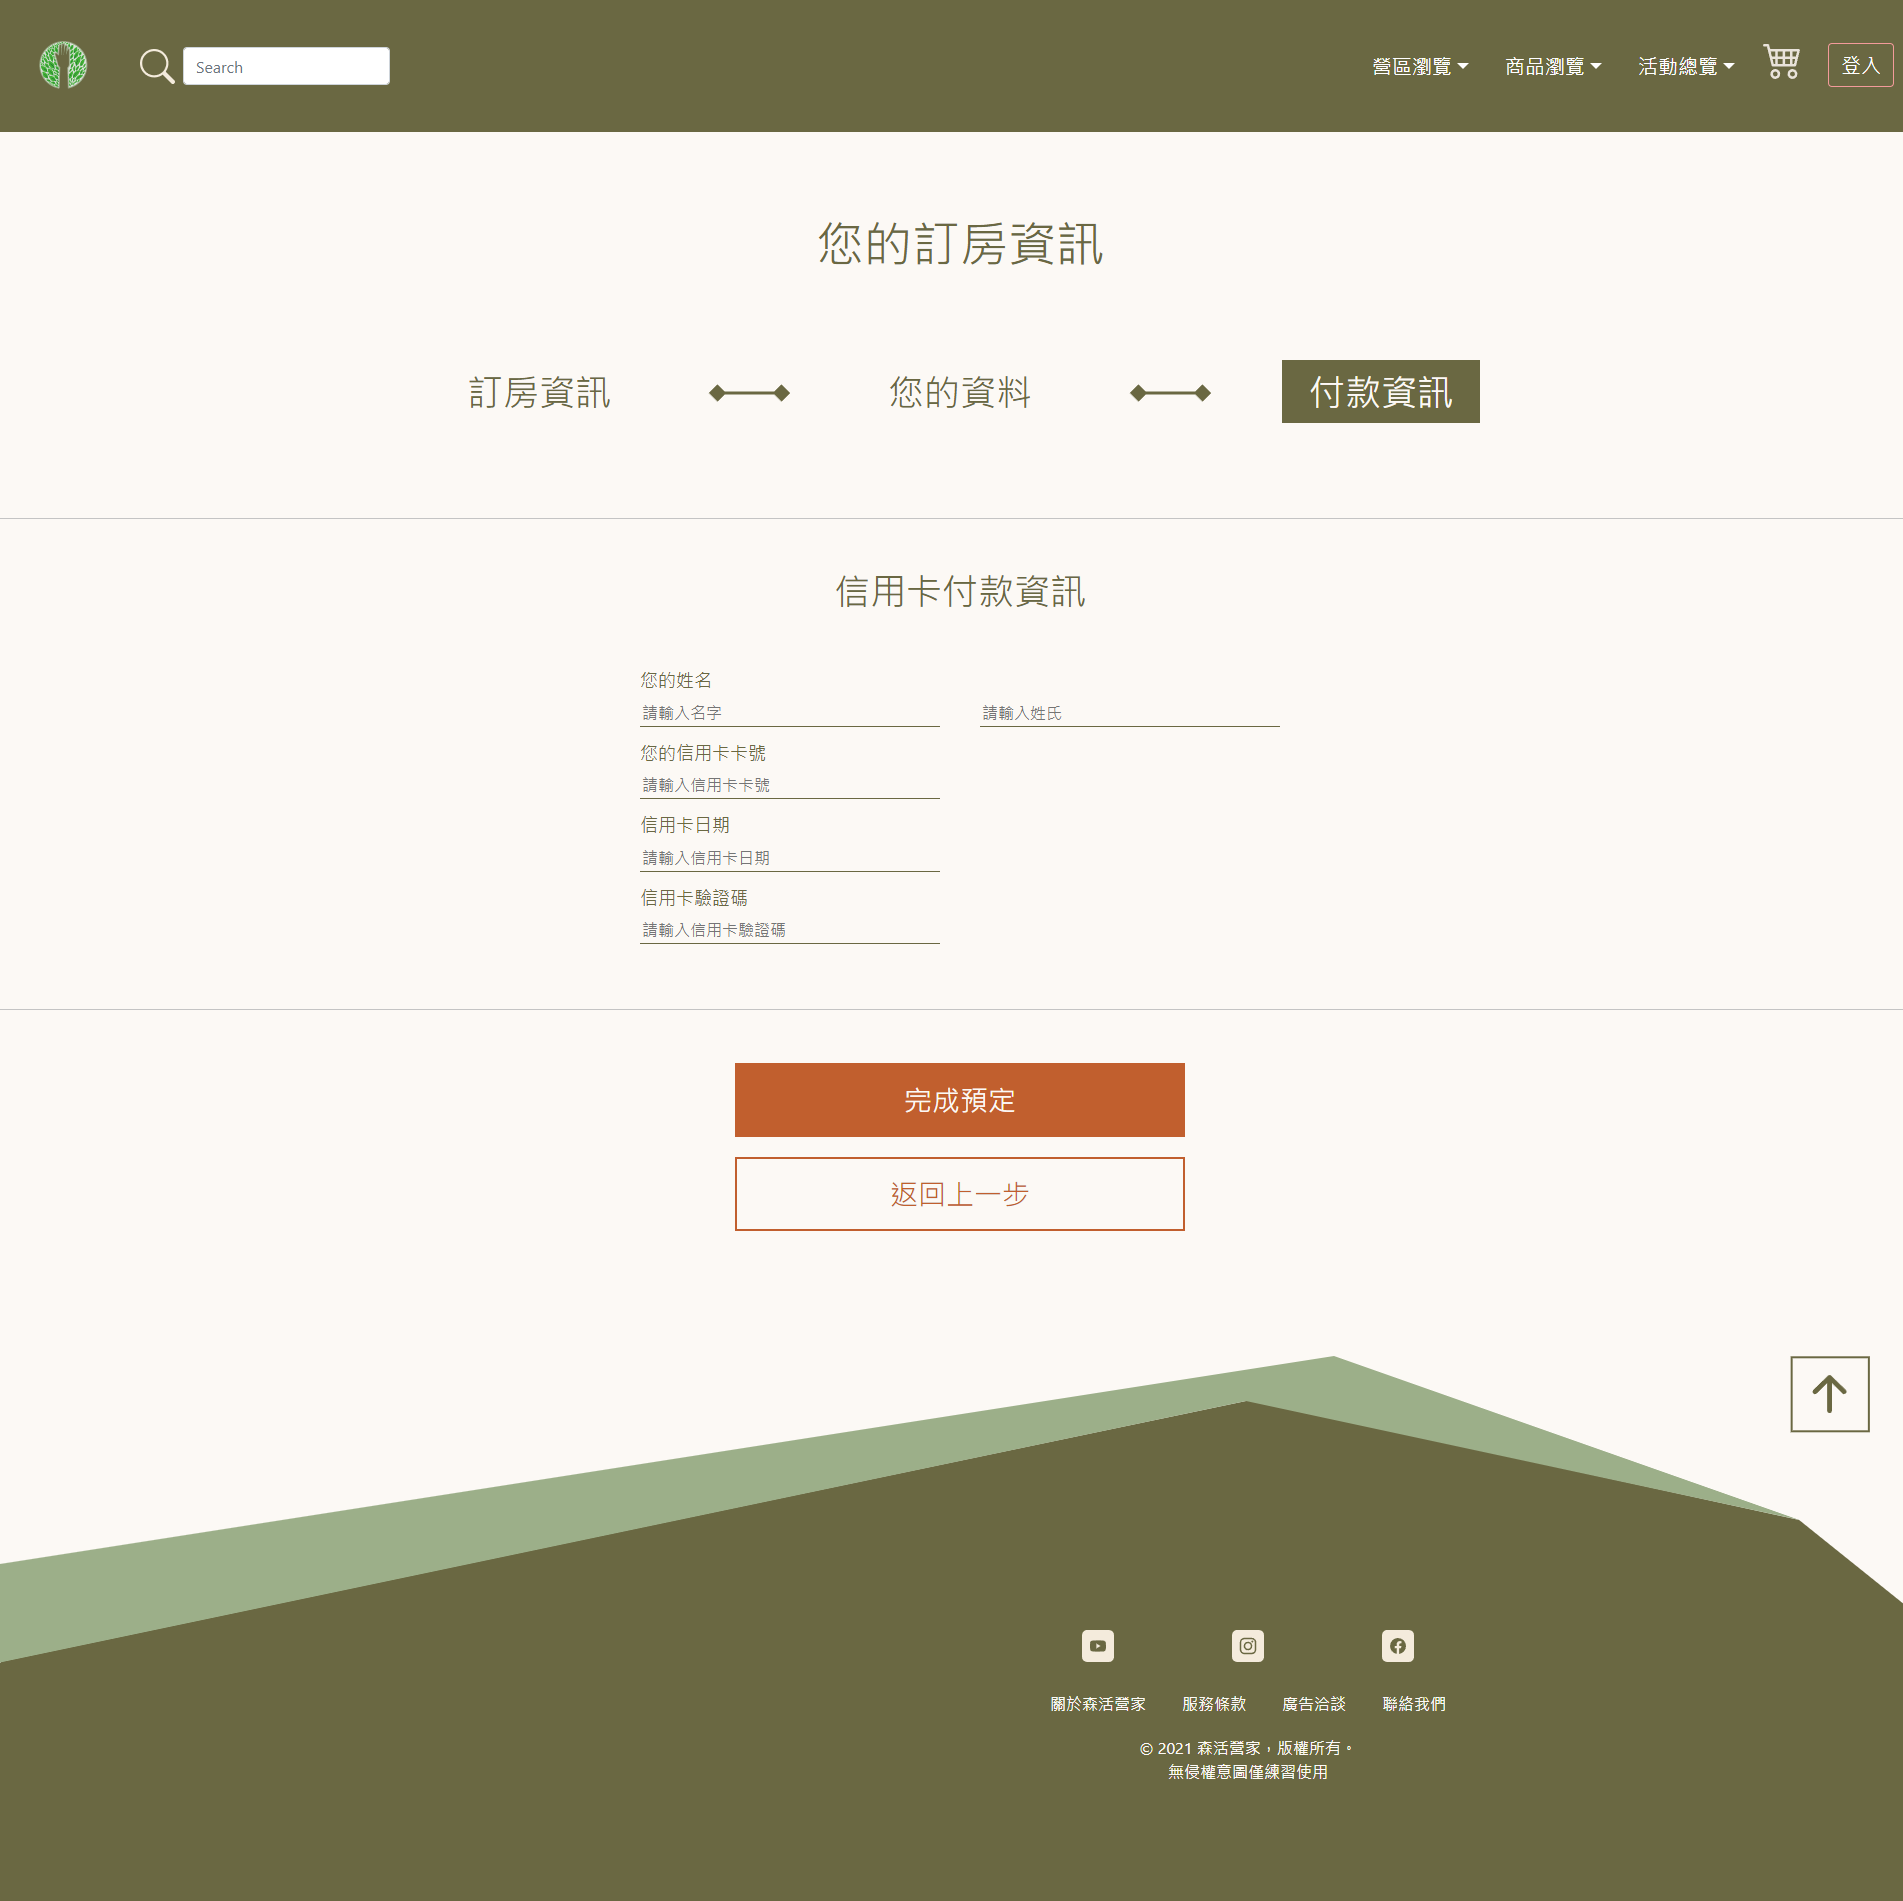 Search
營區瀏覽 商品瀏覽 活動總覽 登入
您的訂房資訊
訂房資訊 您的資料 付款資訊
信用卡付款資訊
您的姓名
請輸入名字 請輸入姓氏
您的信用卡卡號
請輸入信用卡卡號
信用卡日期
請輸入信用卡日期
信用卡驗證碼
請輸入信用卡驗證碼
完成預定
返回上一步
關於森活營家 服務條款 廣告洽談 聯絡我們
© 2021 森活營家，版權所有。
無侵權意圖僅練習使用